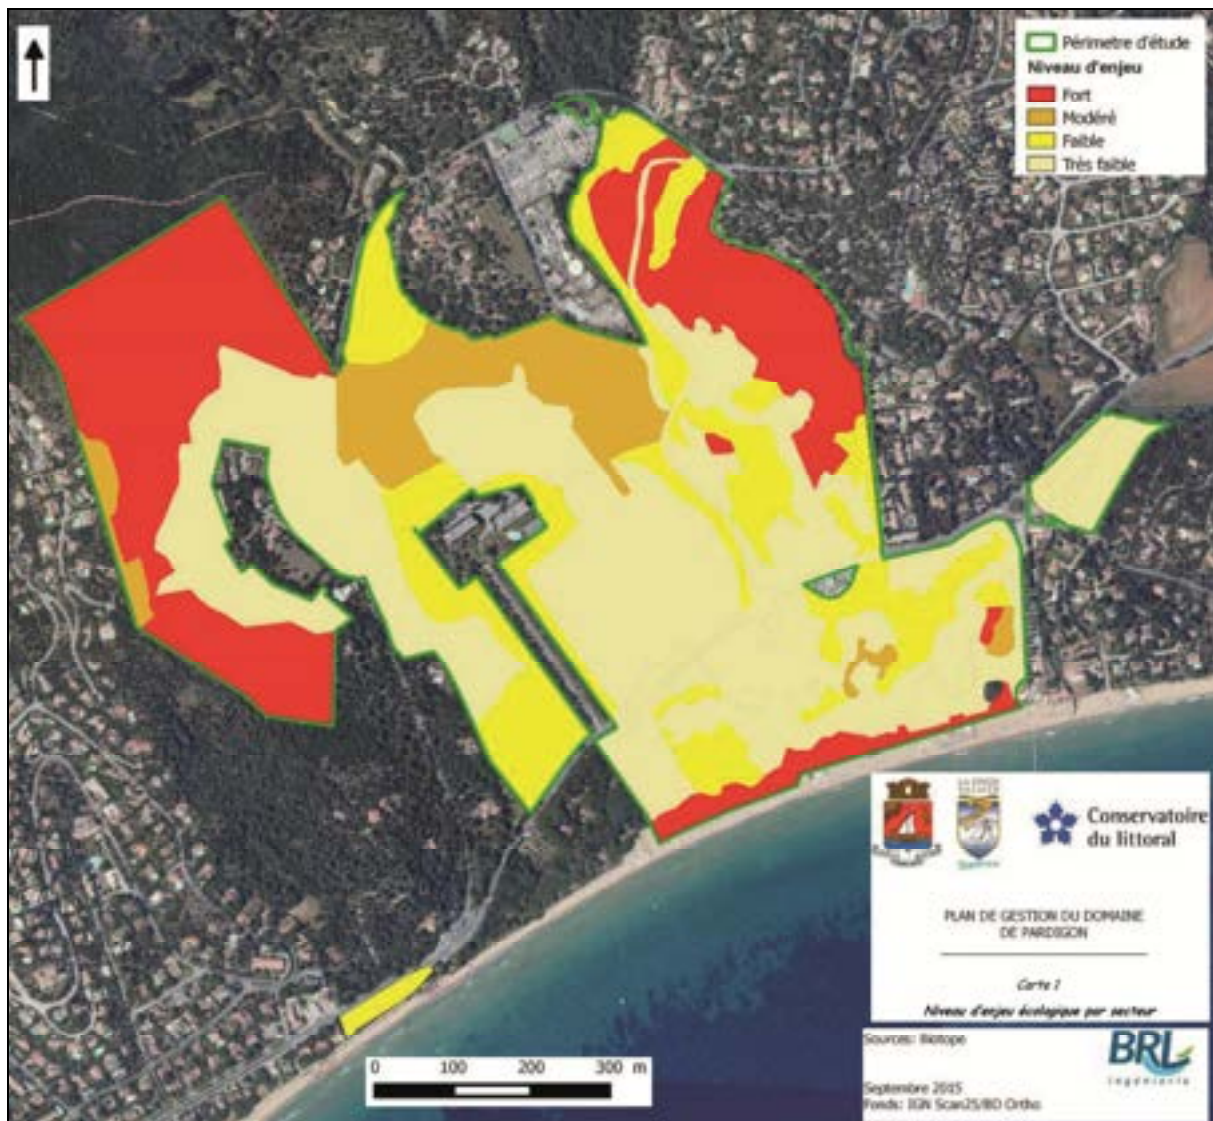 Périmetre d'étude
Niveau d'enjeu
Fort
Modéré
Faible
Très faible
Conservatoire
du littoral
PLAN DE GESTION DU DOMAINE
DE PARDIGON
Carte 1
Niveau d'enjeu écologique par secteur
0 100 200 300 m
Sources: Biotope
BRL
Ingénierie
Septembre 2015
Fonds: IGN Scan25/BD Ortho